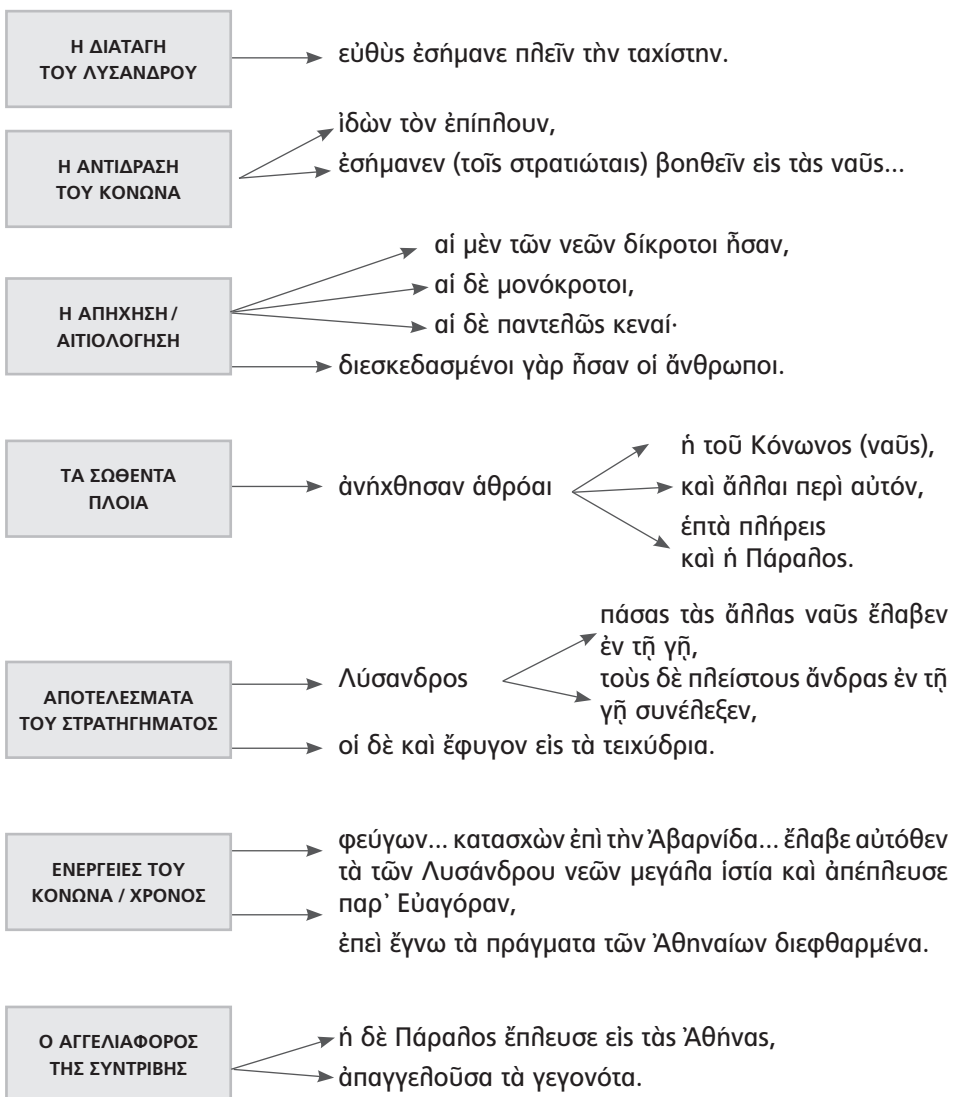 Η ΔΙΑΤΑΓΗ
ΤΟΥ ΛΥΣΑΝΔΡΟΥ
εὐθὺς ἐσήμανε πλεῖν τὴν ταχίστην.
Η ΑΝΤΙΔΡΑΣΗ
ΤΟΥ ΚΟΝΩΝΑ
ἰδὼν τὸν ἐπίπλουν,
ἐσήμανεν (τοῖς στρατιώταις) βοηθεῖν εἰς τὰς ναῦς...
Η ΑΠΗΧΗΣΗ /
ΑΙΤΙΟΛΟΓΗΣΗ
αἱ μὲν τῶν νεῶν δίκροτοι ἦσαν,
αἱ δὲ μονόκροτοι,
αἱ δὲ παντελῶς κεναί·
διεσκεδασμένοι γὰρ ἦσαν οἱ ἄνθρωποι.
ΤΑ ΣΩΘΕΝΤΑ
ΠΛΟΙΑ
ἀνήχθησαν ἁθρόαι
ἡ τοῦ Κόνωνος (ναῦς),
καὶ ἄλλαι περὶ αὐτόν,
ἑπτὰ πλήρεις
καὶ ἡ Πάραλος.
ΑΠΟΤΕΛΕΣΜΑΤΑ
ΤΟΥ ΣΤΡΑΤΗΓΗΜΑΤΟΣ
Λύσανδρος
πάσας τὰς ἄλλας ναῦς ἔλαβεν
ἐν τῇ γῇ,
τοὺς δὲ πλείστους ἄνδρας ἐν τῇ
γῇ συνέλεξεν,
οἱ δὲ καὶ ἔφυγον εἰς τὰ τειχύδρια.
ΕΝΕΡΓΕΙΕΣ ΤΟΥ
ΚΟΝΩΝΑ / ΧΡΟΝΟΣ
φεύγων... κατασχὼν ἐπὶ τὴν Ἀβαρνίδα... ἔλαβε αὐτόθεν
τὰ τῶν Λυσάνδρου νεῶν μεγάλα ἱστία καὶ ἀπέπλευσε
παρ᾽ Εὐαγόραν,
ἐπεὶ ἔγνω τὰ πράγματα τῶν Ἀθηναίων διεφθαρμένα.
Ο ΑΓΓΕΛΙΑΦΟΡΟΣ
ΤΗΣ ΣΥΝΤΡΙΒΗΣ
ἡ δὲ Πάραλος ἔπλευσε εἰς τὰς Ἀθήνας,
ἀπαγγελοῦσα τὰ γεγονότα.